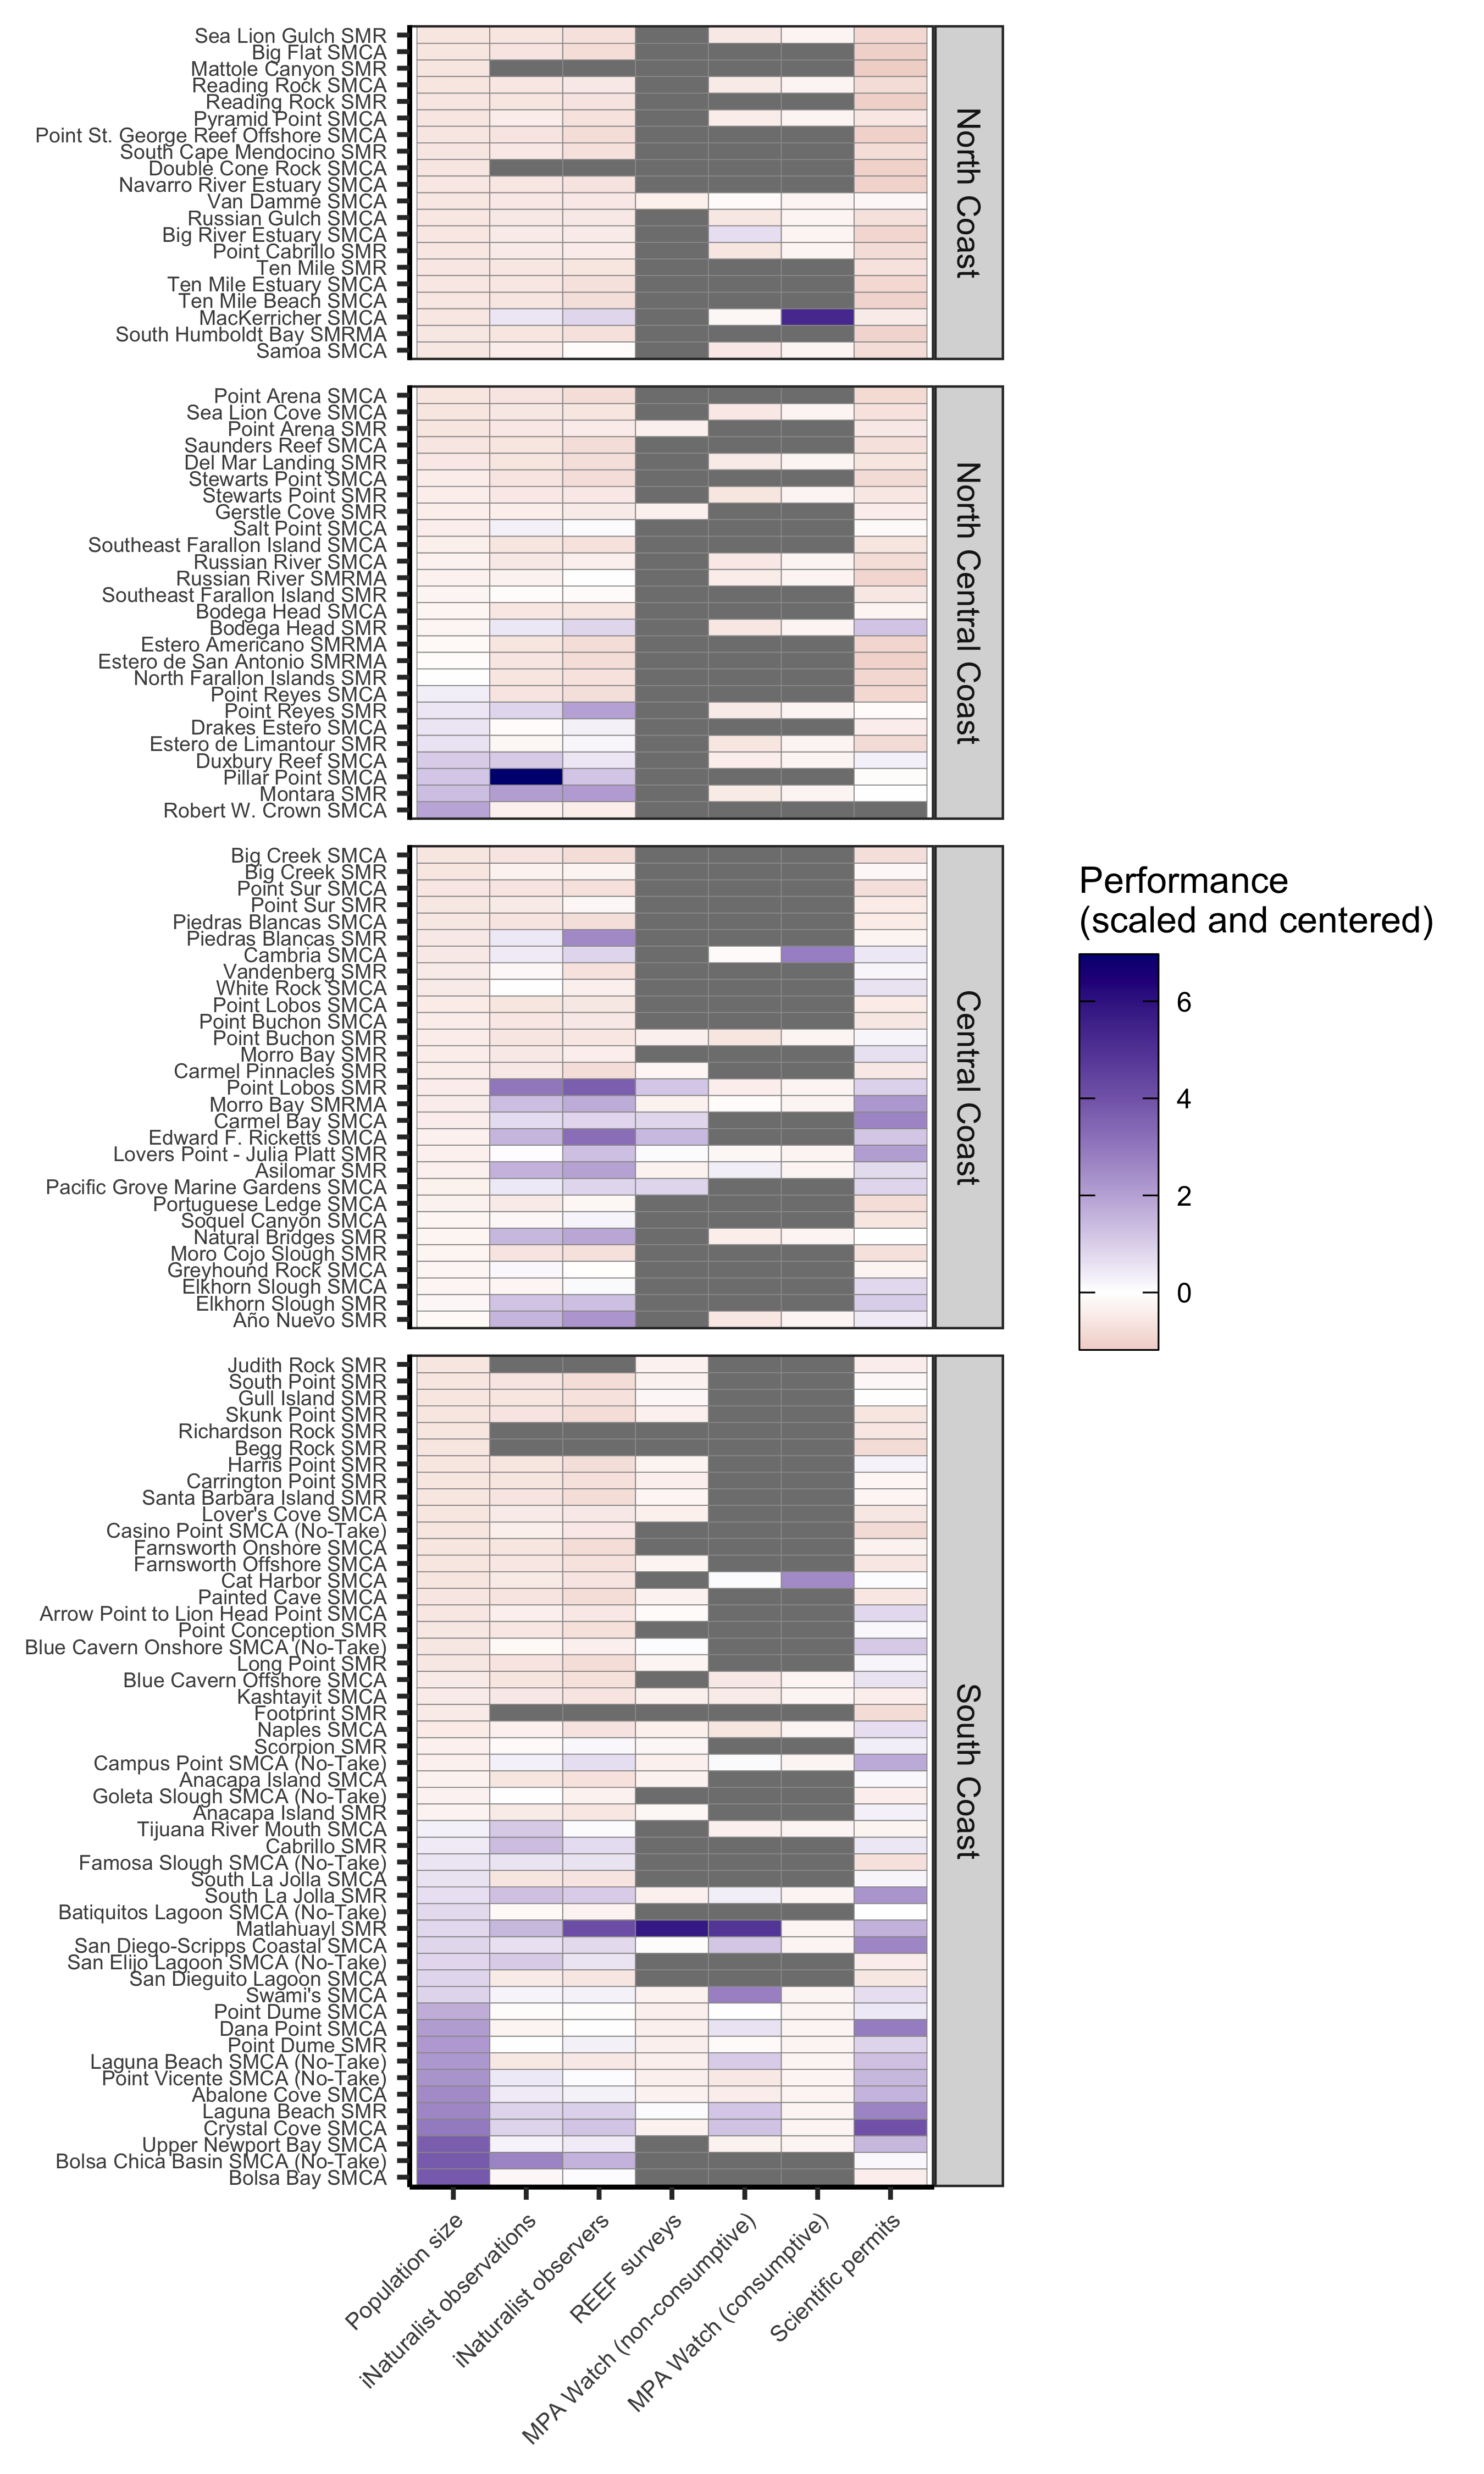 Sea Lion Gulch SMR
Big Flat SMCA
Mattole Canyon SMR
Reading Rock SMCA
Reading Rock SMR
Pyramid Point SMCA
Point St. George Reef Offshore SMCA
South Cape Mendocino SMR
Double Cone Rock SMCA
Navarro River Estuary SMCA
Van Damme SMCA
Russian Gulch SMCA
Big River Estuary SMCA
Point Cabrillo SMR
Ten Mile SMR
Ten Mile Estuary SMCA
Ten Mile Beach SMCA
MacKerricher SMCA
South Humboldt Bay SMRMA
Samoa SMCA
North Coast
Point Arena SMCA
Sea Lion Cove SMCA
Point Arena SMR
Saunders Reef SMCA
Del Mar Landing SMR
Stewarts Point SMCA
Stewarts Point SMR
Gerstle Cove SMR
Salt Point SMCA
Southeast Farallon Island SMCA
Russian River SMCA
Russian River SMRMA
Southeast Farallon Island SMR
Bodega Head SMCA
Bodega Head SMR
Estero Americano SMRMA
Estero de San Antonio SMRMA
North Farallon Islands SMR
Point Reyes SMCA
Point Reyes SMR
Drakes Estero SMCA
Estero de Limantour SMR
Duxbury Reef SMCA
Pillar Point SMCA
Montara SMR
Robert W. Crown SMCA
North Central Coast
Big Creek SMCA
Big Creek SMR
Point Sur SMCA
Point Sur SMR
Piedras Blancas SMCA
Piedras Blancas SMR
Cambria SMCA
Vandenberg SMR
White Rock SMCA
Point Lobos SMCA
Point Buchon SMCA
Point Buchon SMR
Morro Bay SMR
Carmel Pinnacles SMR
Point Lobos SMR
Morro Bay SMRMA
Carmel Bay SMCA
Edward F. Ricketts SMCA
Lovers Point - Julia Platt SMR
Asilomar SMR
Pacific Grove Marine Gardens SMCA
Portuguese Ledge SMCA
Soquel Canyon SMCA
Natural Bridges SMR
Moro Cojo Slough SMCA
Greyhound Rock SMCA
Elkhorn Slough SMCA
Elkhorn Slough SMR
Año Nuevo SMR
Central Coast
Performance
(scaled and centered)
6
4
2
0
Judith Rock SMR
South Point SMR
Gull Island SMR
Skunk Point SMR
Richardson Rock SMR
Begg Rock SMR
Harris Point SMR
Carrington Point SMR
Santa Barbara Island SMR
Lover's Cove SMCA
Casino Point SMCA (No-Take)
Farnsworth Onshore SMCA
Farnsworth Offshore SMCA
Cat Harbor SMCA
Painted Cave SMCA
Arrow Point to Lion Head Point SMCA
Point Conception SMR
Blue Cavern Onshore SMCA (No-Take)
Long Point SMR
Blue Cavern Offshore SMCA
Kashtayit SMCA
Footprint SMR
Naples SMCA
Scorpion SMR
Campus Point SMCA (No-Take)
Anacapa Island SMCA
Goleta Slough SMCA (No-Take)
Anacapa Island SMR
Tijuana River Mouth SMCA
Cabrillo SMR
Famosa Slough SMCA (No-Take)
South La Jolla SMCA
South La Jolla SMR
Batiquitos Lagoon SMCA (No-Take)
Matlahuayl SMR
San Diego-Scripps Coastal SMCA
San Elijo Lagoon SMCA (No-Take)
San Dieguito Lagoon SMCA
Swami's SMCA
Point Dume SMCA
Dana Point SMCA
Point Dume SMR
Laguna Beach SMCA (No-Take)
Point Vicente SMCA (No-Take)
Abalone Cove SMCA
Laguna Beach SMR
Crystal Cove SMCA
Upper Newport Bay SMCA
Bolsa Chica Basin SMCA (No-Take)
Bolsa Bay SMCA
South Coast
Population size
iNaturalist observations
iNaturalist observers
REEF surveys
MPA Watch (non-consumptive)
MPA Watch (consumptive)
Scientific permits